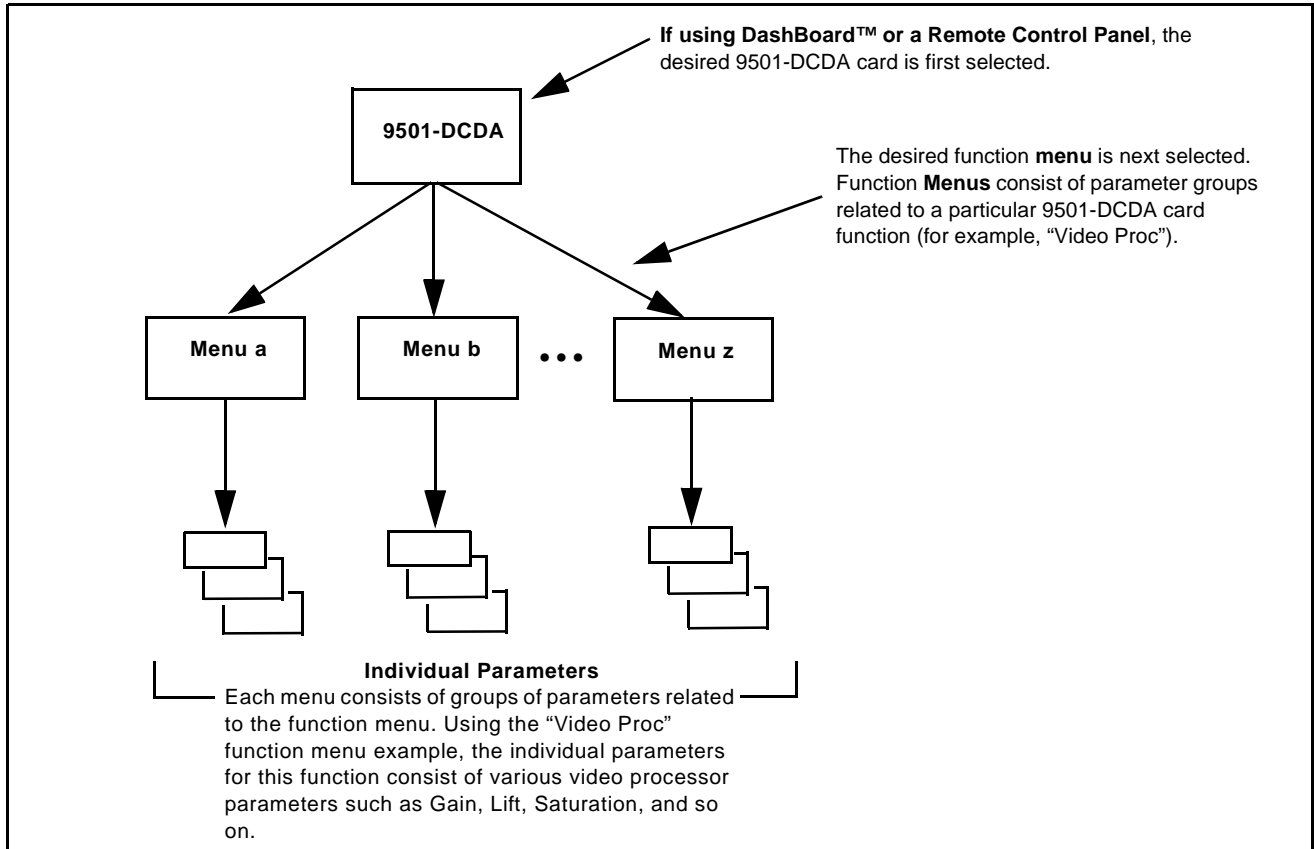 If using DashBoard™ or a Remote Control Panel, the
desired 9501-DCDA card is first selected.
9501-DCDA
The desired function menu is next selected.
Function Menus consist of parameter groups
related to a particular 9501-DCDA card
function (for example, “Video Proc”).
Menu a
Menu b
•••
Menu z
Individual Parameters
Each menu consists of groups of parameters related
to the function menu. Using the “Video Proc”
function menu example, the individual parameters
for this function consist of various video processor
parameters such as Gain, Lift, Saturation, and so
on.